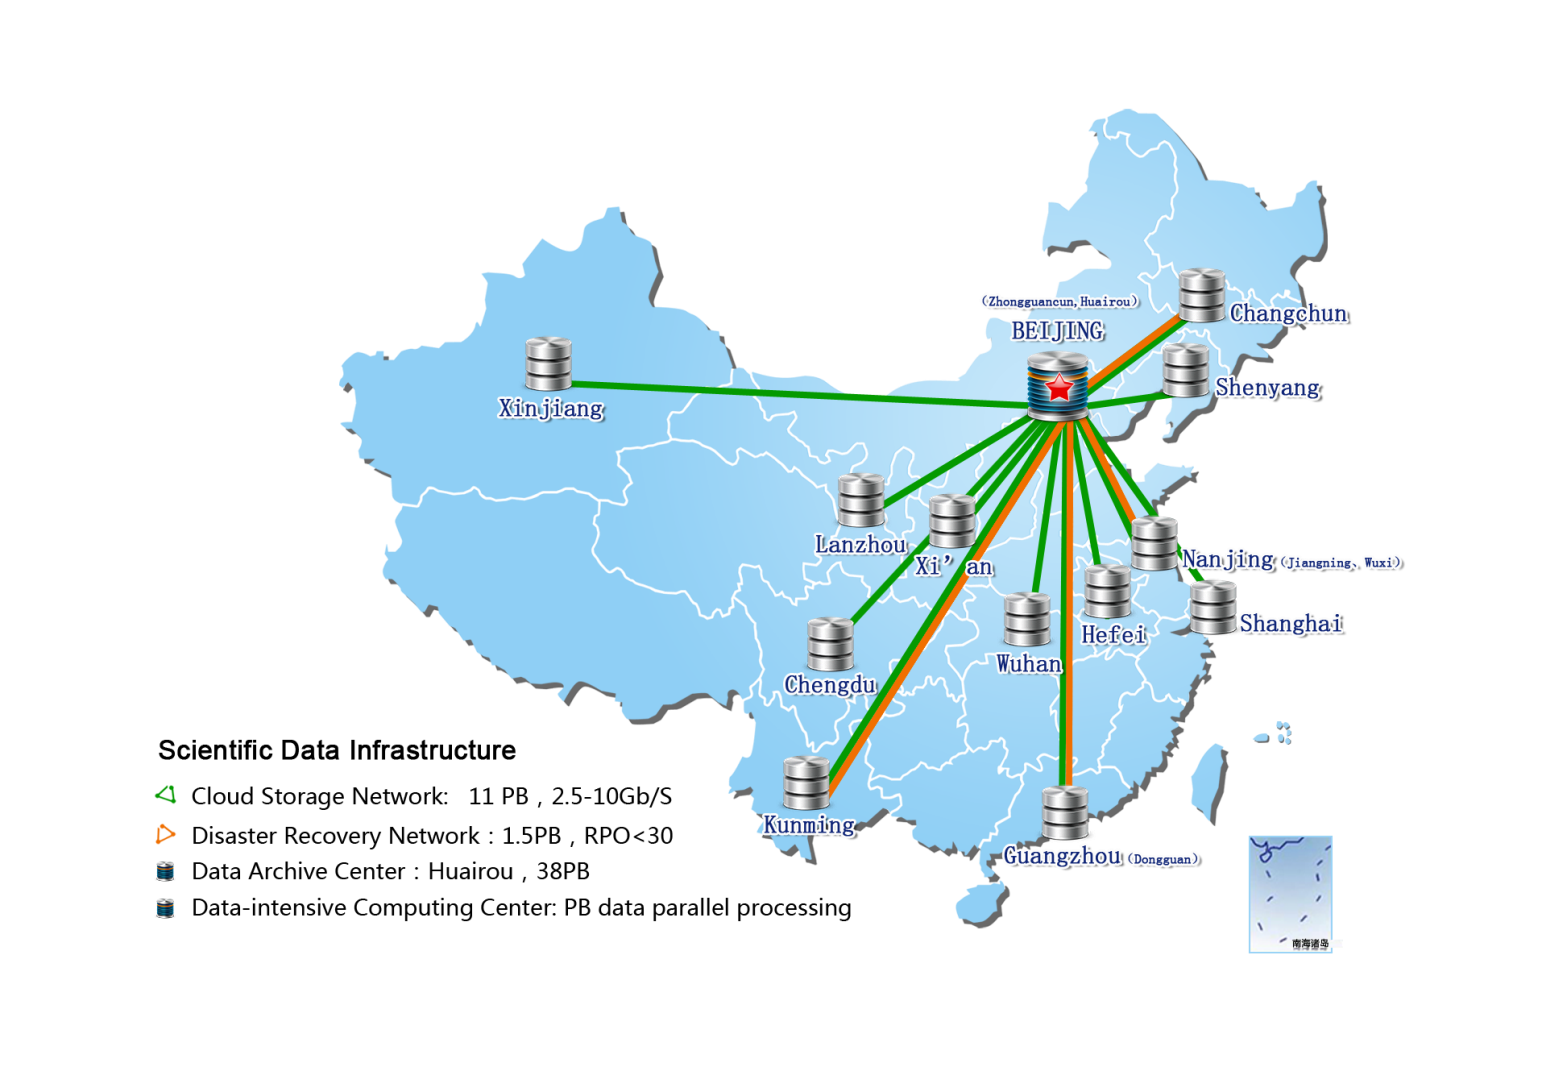 (Zhongguancun,Huairou)
BEIJING
Changchun
Shenyang
Xinjiang
Lanzhou
Xi’an
Nanjing (Jiangning、Wuxi)
Shanghai
Hefei
Wuhan
Chengdu
Kunming
Guangzhou (Dongguan)
Scientific Data Infrastructure
Cloud Storage Network: 11 PB，2.5-10Gb/S
Disaster Recovery Network：1.5PB，RPO<30
Data Archive Center：Huairou，38PB
Data-intensive Computing Center: PB data parallel processing
南海诸岛